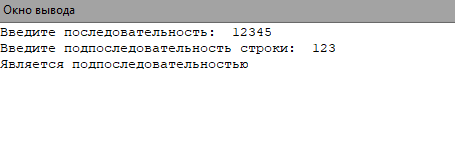 Окно вывода
Введите последовательность:  12345
Введите подпоследовательность строки:  123
Является подпоследовательностью